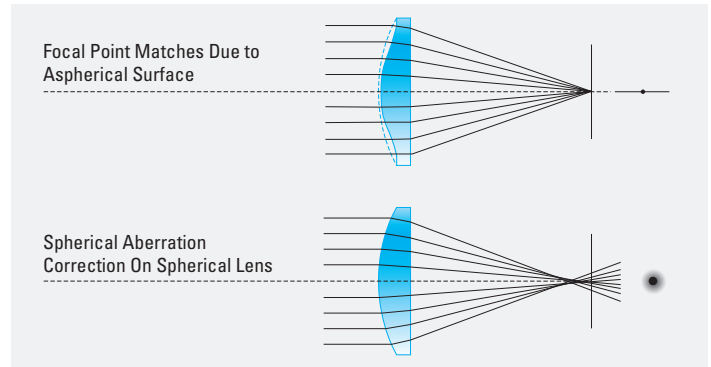 Focal Point Matches Due to
Aspherical Surface
Spherical Aberration
Correction On Spherical Lens